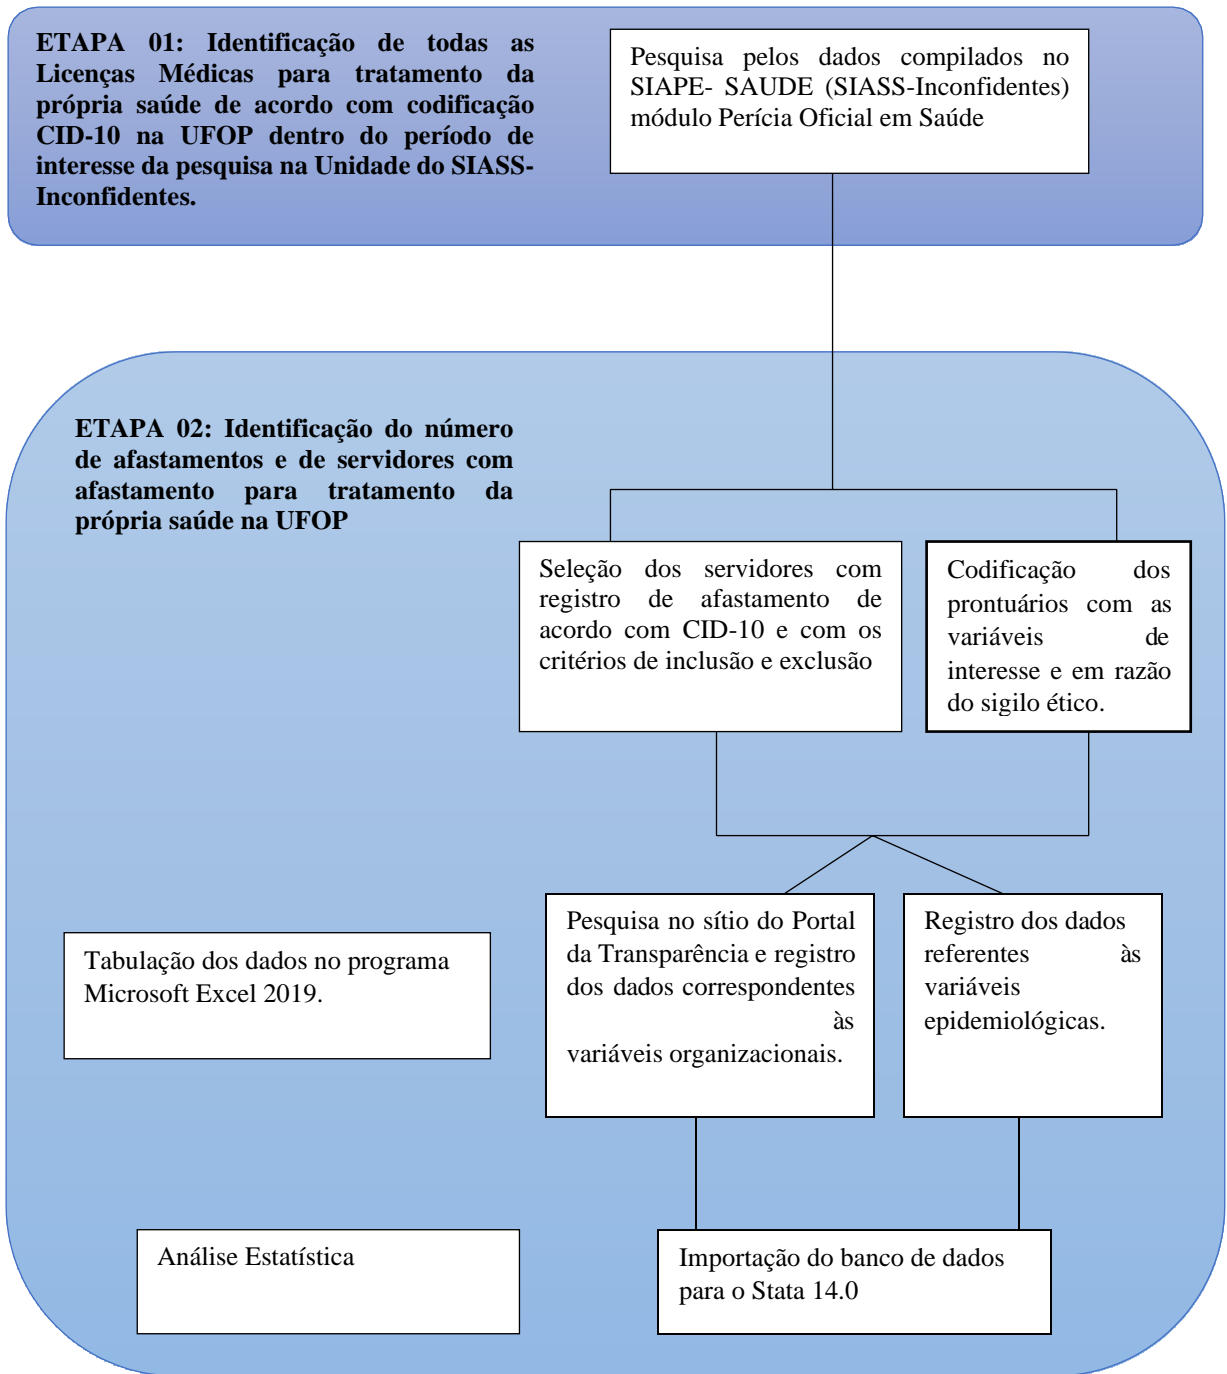 ETAPA 01: Identificação de todas as
Licenças Médicas para tratamento da
própria saúde de acordo com codificação
CID-10 na UFOP dentro do período de
interesse da pesquisa na Unidade do SIASS-
Inconfidentes.
Pesquisa pelos dados compilados no
SIAPE- SAUDE (SIASS-Inconfidentes)
módulo Perícia Oficial em Saúde
ETAPA 02: Identificação do número
de afastamentos e de servidores com
afastamento para tratamento da
própria saúde na UFOP
Seleção dos servidores com
registro de afastamento de
acordo com CID-10 e com os
critérios de inclusão e exclusão
Codificação dos
prontuários com as
variáveis de
interesse e em razão
do sigilo ético.
Tabulação dos dados no programa
Microsoft Excel 2019.
Pesquisa no sítio do Portal
da Transparência e registro
dos dados correspondentes
às
variáveis organizacionais.
Registro dos dados
referentes às
variáveis
epidemiológicas.
Análise Estatística
Importação do banco de dados
para o Stata 14.0